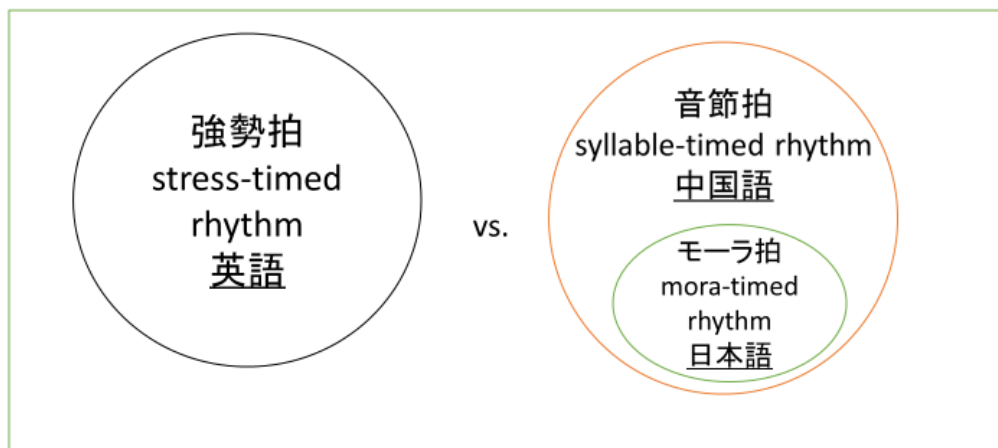 強勢拍
stress-timed
rhythm
英語
vs.
音節拍
syllable-timed rhythm
中国語
モーラ拍
mora-timed
rhythm
日本語